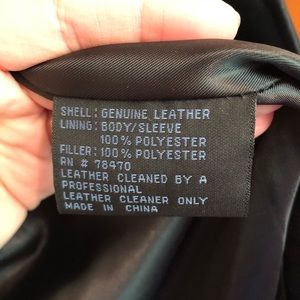 SHELL: GENUINE LEATHER
LINING: BODY/SLEEVE
100% POLYESTER
FILLER: 100% POLYESTER
RN # 78470
LEATHER CLEANED BY A
PROFESSIONAL
LEATHER CLEANER ONLY
MADE IN CHINA